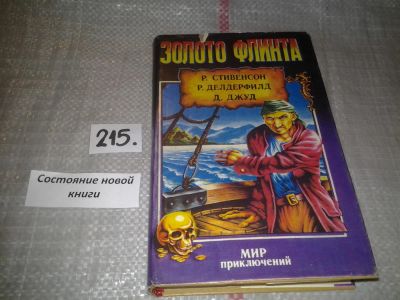 ЗОЛОТО ФЛИНТА
Р. СТИВЕНСОН
Р. ДЕЛДЕРФИЛД
Д. ДЖУД
МИР
приключений
215.
Состояние новой
книги